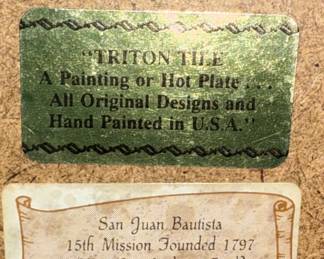 "TRITON TILE
A Painting or Hot Plate . . .
All Original Designs and
Hand Painted in U.S.A."
San Juan Bautista
15th Mission Founded 1797